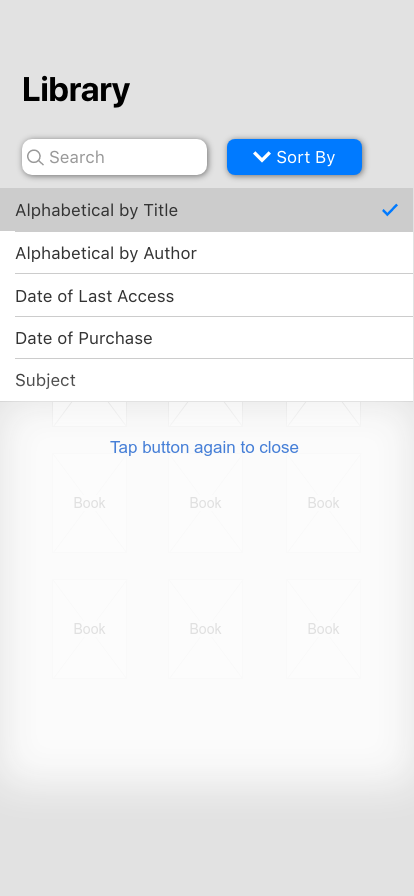 Library
Search
Sort By
Alphabetical by Title
Alphabetical by Author
Date of Last Access
Date of Purchase
Subject
Tap button again to close
Book Book Book
Book Book Book